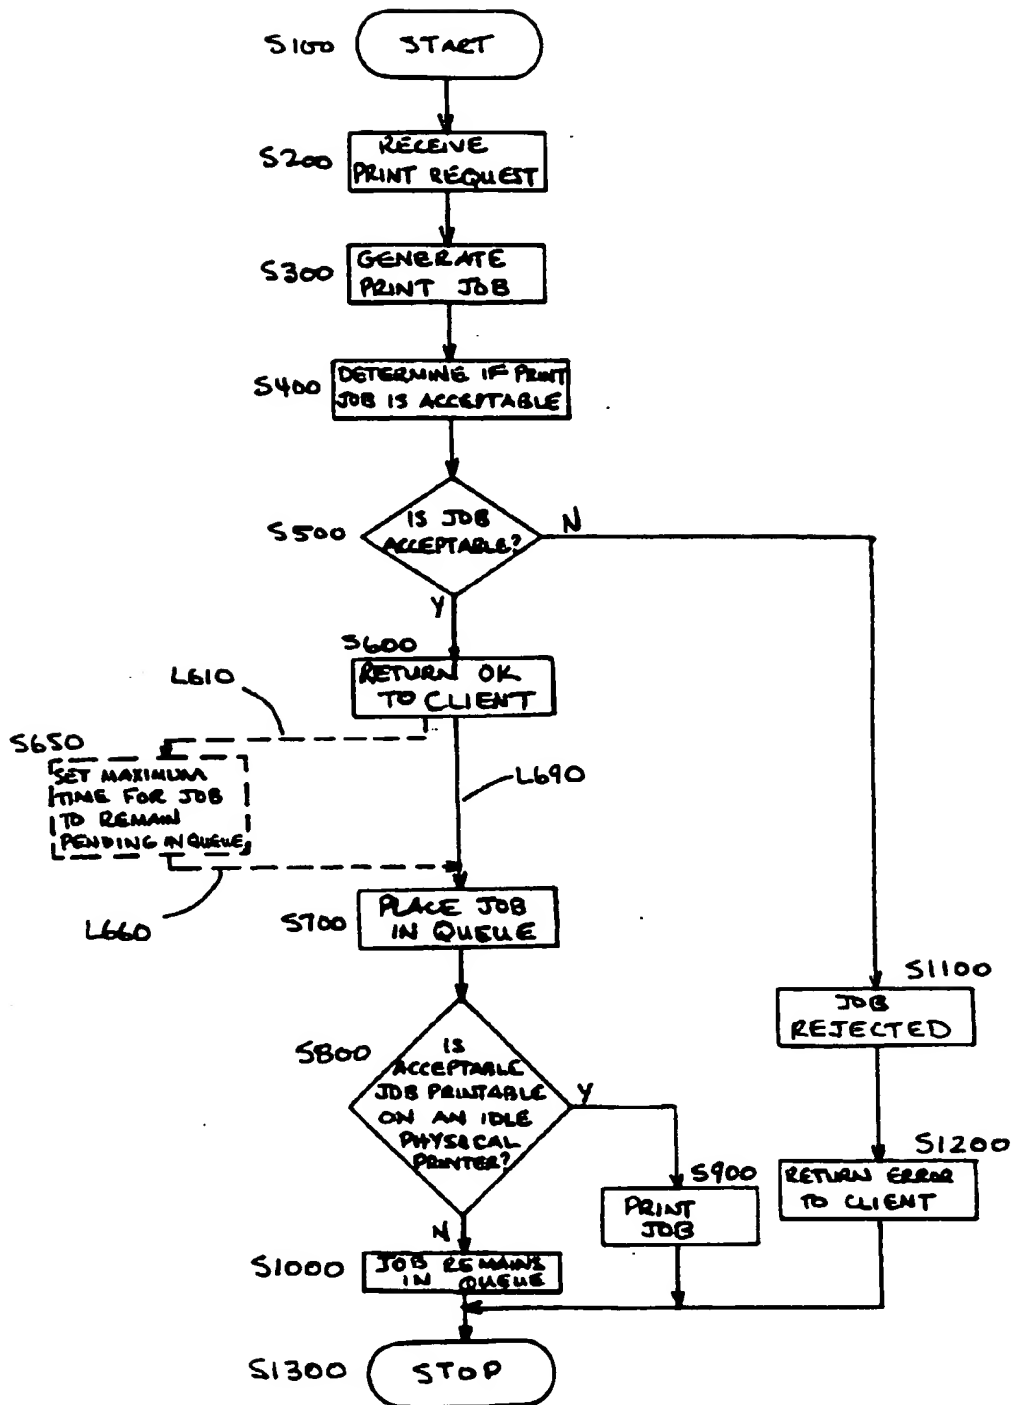 S100
START
S200
RECEIVE
PRINT REQUEST
S300
GENERATE
PRINT JOB
S400
DETERMINE IF PRINT
JOB IS ACCEPTABLE
S500
IS JOB
ACCEPTABLE?
N
Y
S600
RETURN OK
TO CLIENT
L610
S650
SET MAXIMUM
TIME FOR JOB
TO REMAIN
PENDING IN QUEUE
L690
L660
S700
PLACE JOB
IN QUEUE
S800
IS
ACCEPTABLE
JOB PRINTABLE
ON AN IDLE
PHYSICAL
PRINTER?
Y
N
S900
PRINT
JOB
S1000
JOB REMAINS
IN QUEUE
S1100
JOB
REJECTED
S1200
RETURN ERROR
TO CLIENT
S1300
STOP